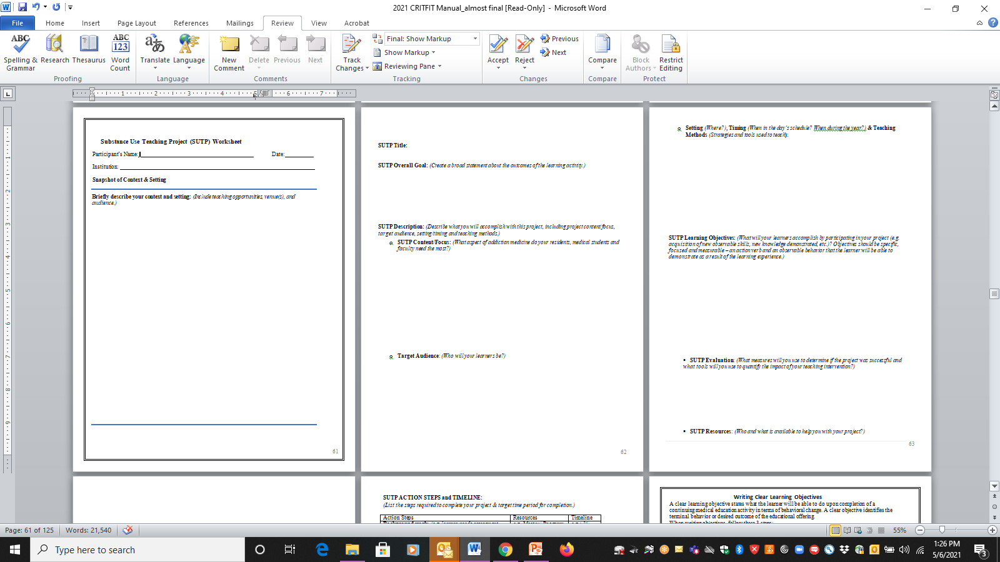 2021 CRITFIT Manual_almost final [Read-Only] - Microsoft Word
File Home Insert Page Layout References Mailings Review View Acrobat
Spelling & Grammar
Research
Thesaurus
Word Count
Proofing
Translate
Language
Language
New Comment
Delete
Previous
Next
Comments
Track Changes
Final: Show Markup
Show Markup
Reviewing Pane
Tracking
Accept
Reject
Previous
Next
Changes
Compare
Compare
Block Authors
Restrict Editing
Protect
Substance Use Teaching Project (SUTP) Worksheet
Participant's Name: Date:
Institution:
Snapshot of Context & Setting
Briefly describe your context and setting: (Include teaching opportunities, venue(s), and
audience.)
61
SUTP Title:
SUTP Overall Goal: (Create a broad statement about the outcomes of the learning activity.)
SUTP Description: (Describe what you will accomplish with this project, including project content/focus,
target audience, setting/timing and teaching methods.)
o SUTP Content/Focus: (What aspect of addiction medicine do your residents, medical students and
faculty need the most?)
o Target Audience: (Who will your learners be?)
62
o Setting (Where?), Timing (When in the day's schedule? When during the year?) & Teaching
Methods (Strategies and tools used to teach):
SUTP Learning Objectives: (What will your learners accomplish by participating in your project (e.g.
acquisition of new observable skills, new knowledge demonstrated, etc.)? Objectives should be specific,
focused and measurable – an action verb and an observable behavior that the learner will be able to
demonstrate as a result of the learning experience.)
▪ SUTP Evaluation: (What measures will you use to determine if the project was successful and
what tools will you use to quantify the impact of your teaching intervention?)
▪ SUTP Resources: (Who and what is available to help you with your project?)
63
SUTP ACTION STEPS and TIMELINE:
(List the steps required to complete your project & target time period for completion.)
Action Steps Resources Timeline
Writing Clear Learning Objectives
A clear learning objective states what the learner will be able to do upon completion of a
continuing medical education activity in terms of behavioral change. A clear objective identifies the
terminal behavior or desired outcome of the educational offering.
Page: 61 of 125 Words: 21,540 55%
Type here to search
1:26 PM
5/6/2021
3